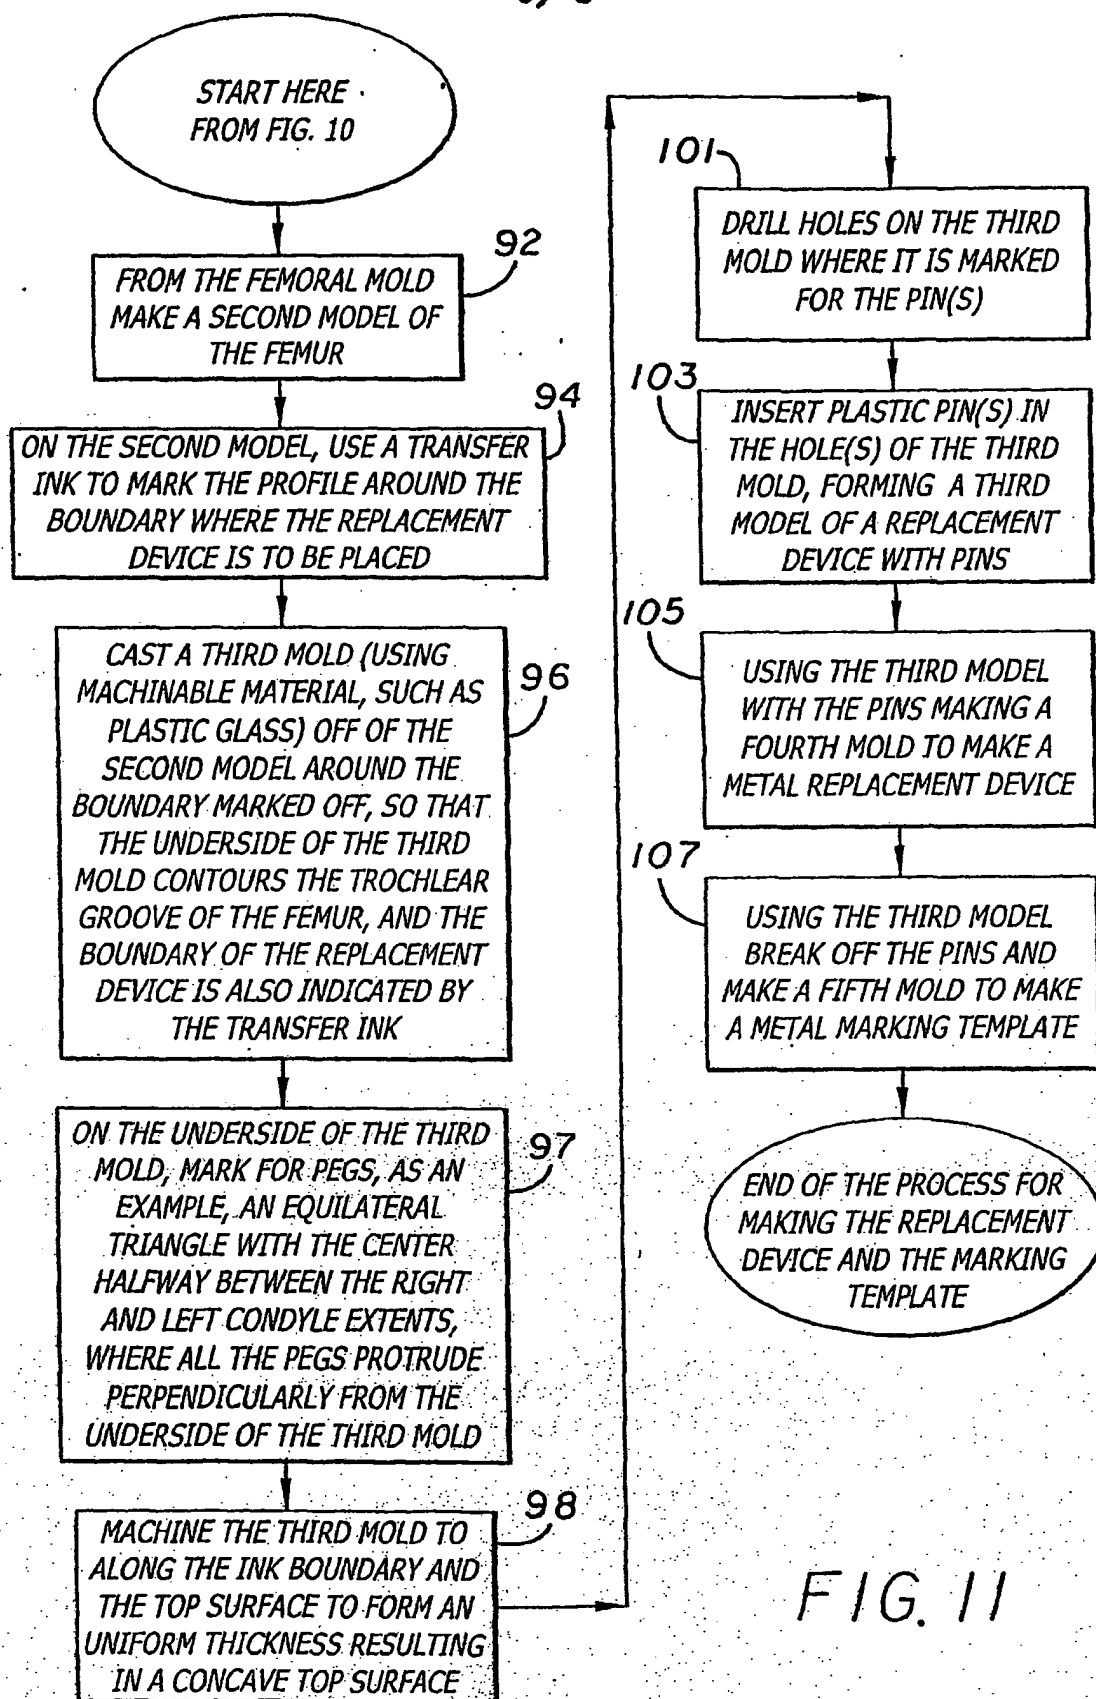 START HERE
FROM FIG. 10
92
FROM THE FEMORAL MOLD
MAKE A SECOND MODEL OF
THE FEMUR
94
ON THE SECOND MODEL, USE A TRANSFER
INK TO MARK THE PROFILE AROUND THE
BOUNDARY WHERE THE REPLACEMENT
DEVICE IS TO BE PLACED
96
CAST A THIRD MOLD (USING
MACHINABLE MATERIAL, SUCH AS
PLASTIC GLASS) OFF OF THE
SECOND MODEL AROUND THE
BOUNDARY MARKED OFF, SO THAT
THE UNDERSIDE OF THE THIRD
MOLD CONTOURS THE TROCHLEAR
GROOVE OF THE FEMUR, AND THE
BOUNDARY OF THE REPLACEMENT
DEVICE IS ALSO INDICATED BY
THE TRANSFER INK
97
ON THE UNDERSIDE OF THE THIRD
MOLD, MARK FOR PEGS, AS AN
EXAMPLE, AN EQUILATERAL
TRIANGLE WITH THE CENTER
HALFWAY BETWEEN THE RIGHT
AND LEFT CONDYLE EXTENTS,
WHERE ALL THE PEGS PROTRUDE
PERPENDICULARLY FROM THE
UNDERSIDE OF THE THIRD MOLD
98
MACHINE THE THIRD MOLD TO
ALONG THE INK BOUNDARY AND
THE TOP SURFACE TO FORM AN
UNIFORM THICKNESS RESULTING
IN A CONCAVE TOP SURFACE
101
DRILL HOLES ON THE THIRD
MOLD WHERE IT IS MARKED
FOR THE PIN(S)
103
INSERT PLASTIC PIN(S) IN
THE HOLE(S) OF THE THIRD
MOLD, FORMING A THIRD
MODEL OF A REPLACEMENT
DEVICE WITH PINS
105
USING THE THIRD MODEL
WITH THE PINS MAKING A
FOURTH MOLD TO MAKE A
METAL REPLACEMENT DEVICE
107
USING THE THIRD MODEL
BREAK OFF THE PINS AND
MAKE A FIFTH MOLD TO MAKE
A METAL MARKING TEMPLATE
END OF THE PROCESS FOR
MAKING THE REPLACEMENT
DEVICE AND THE MARKING
TEMPLATE
FIG. 11